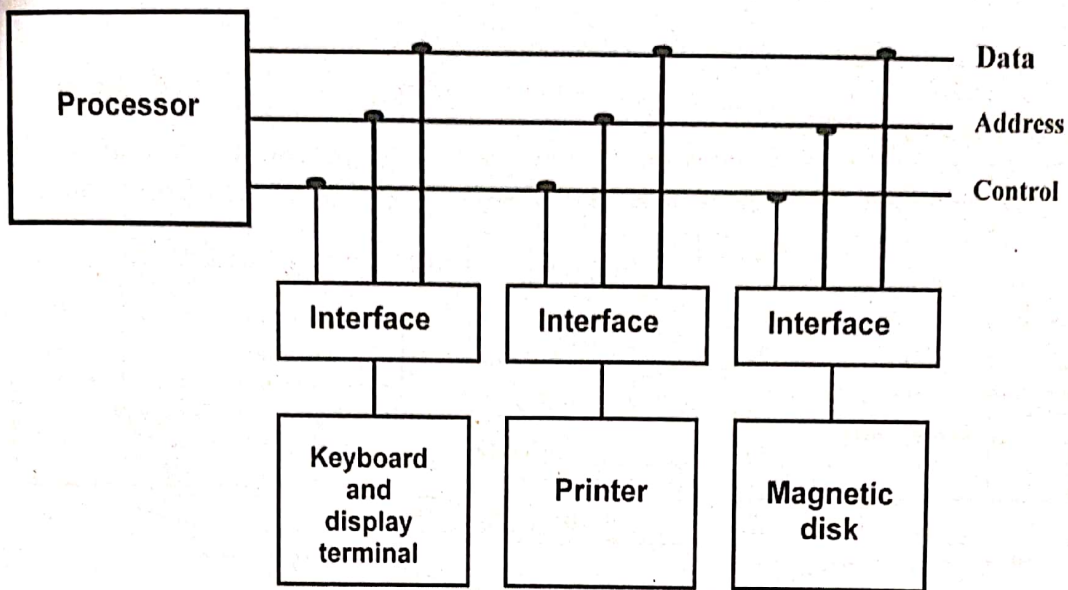 Processor
Data
Address
Control
Interface
Interface
Interface
Keyboard
and
display
terminal
Printer
Magnetic
disk